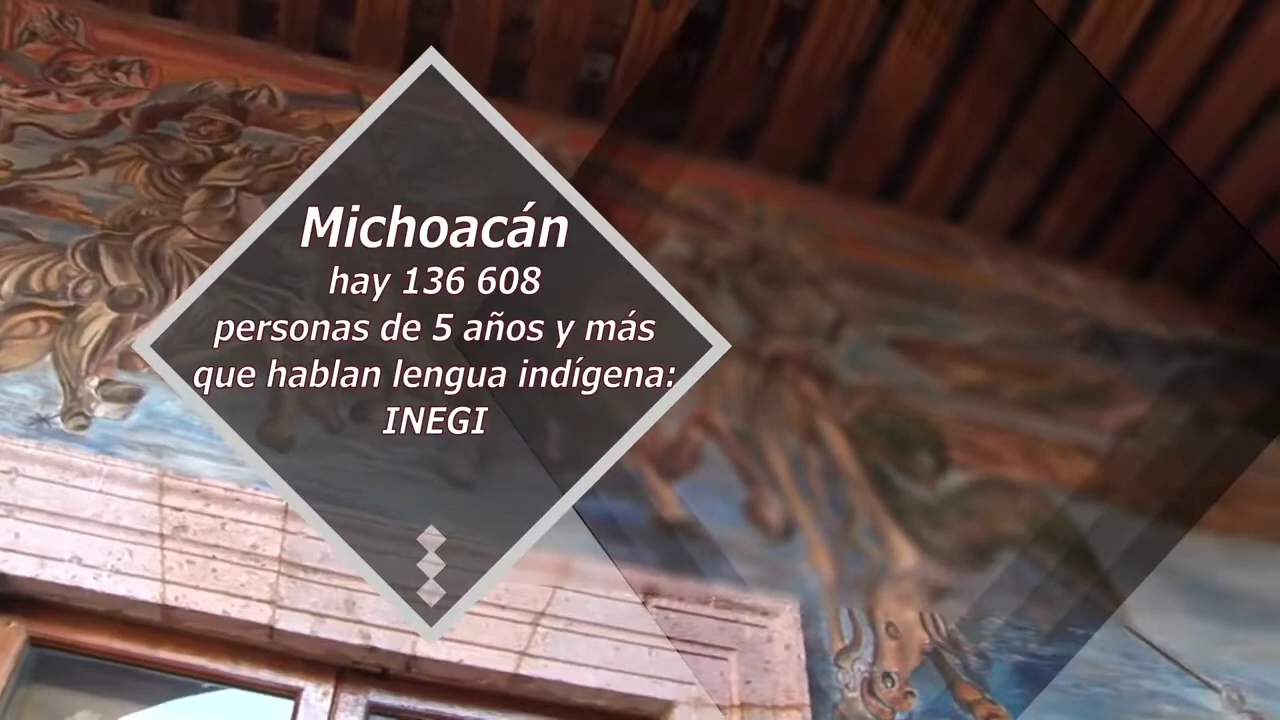 Michoacán
hay 136 608
personas de 5 años y más
que hablan lengua indígena:
INEGI